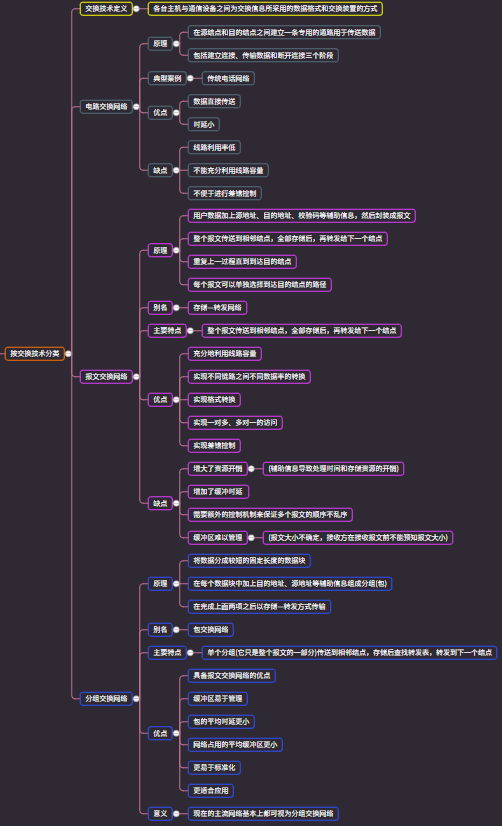 按交换技术分类
交换技术定义
各台主机与通信设备之间为交换信息所采用的数据格式和交换装置的方式
电路交换网络
原理
在源结点和目的结点之间建立一条专用的通路用于传送数据
包括建立连接、传输数据和断开连接三个阶段
典型案例
传统电话网络
优点
数据直接传送
时延小
缺点
线路利用率低
不能充分利用线路容量
不便于进行差错控制
报文交换网络
原理
用户数据加上源地址、目的地址、校验码等辅助信息，然后封装成报文
整个报文传送到相邻结点，全部存储后，再转发给下一个结点
重复上一过程直到到达目的结点
每个报文可以单独选择到达目的结点的路径
别名
存储—转发网络
主要特点
整个报文传送到相邻结点，全部存储后，再转发给下一个结点
优点
充分地利用线路容量
实现不同链路之间不同数据率的转换
实现格式转换
实现一对多、多对一的访问
实现差错控制
缺点
增大了资源开销
(辅助信息导致处理时间和存储资源的开销)
增加了缓冲时延
需要额外的控制机制来保证多个报文的顺序不乱序
缓冲区难以管理
(报文大小不确定，接收方在接收报文前不能预知报文大小)
分组交换网络
原理
将数据分成较短的固定长度的数据块
在每个数据块中加上目的地址、源地址等辅助信息组成分组(包)
在完成上面两项之后以存储—转发方式传输
别名
包交换网络
主要特点
单个分组(它只是整个报文的一部分)传送到相邻结点，存储后查找转发表，转发到下一个结点
优点
具备报文交换网络的优点
缓冲区易于管理
包的平均时延更小
网络占用的平均缓冲区更小
更易于标准化
更适合应用
意义
现在的主流网络基本上都可视为分组交换网络